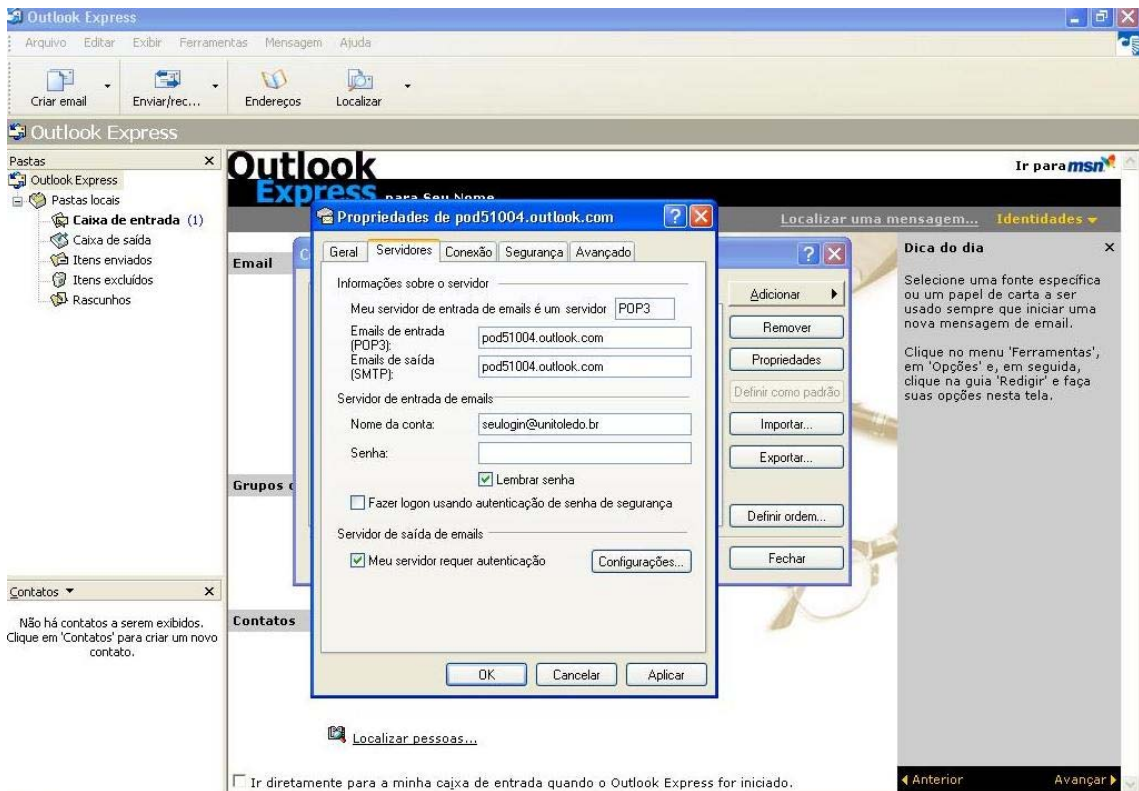 Outlook Express
Arquivo Editar Exibir Ferramentas Mensagem Ajuda
Criar email Enviar/rec... Endereços Localizar
Outlook Express
Pastas
Outlook Express
Pastas locais
Caixa de entrada (1)
Caixa de saída
Itens enviados
Itens excluídos
Rascunhos
Contatos
Não há contatos a serem exibidos.
Clique em 'Contatos' para criar um novo
contato.
Outlook
Express para Seu Nome
Ir para msn
Localizar uma mensagem... Identidades
Email
Grupos
Contatos
Localizar pessoas...
Ir diretamente para a minha caixa de entrada quando o Outlook Express for iniciado.
Propriedades de pod51004.outlook.com
Geral Servidores Conexão Segurança Avançado
Informações sobre o servidor
Meu servidor de entrada de emails é um servidor POP3
Emails de entrada
(POP3): pod51004.outlook.com
Emails de saída
(SMTP): pod51004.outlook.com
Servidor de entrada de emails
Nome da conta: seulogin@unitoledo.br
Senha:
Lembrar senha
Fazer logon usando autenticação de senha de segurança
Servidor de saída de emails
Meu servidor requer autenticação Configurações...
OK Cancelar Aplicar
Adicionar
Remover
Propriedades
Definir como padrão
Importar...
Exportar...
Definir ordem...
Fechar
Dica do dia
Selecione uma fonte específica
ou um papel de carta a ser
usado sempre que iniciar uma
nova mensagem de email.
Clique no menu 'Ferramentas',
em 'Opções' e, em seguida,
clique na guia 'Redigir' e faça
suas opções nesta tela.
Anterior Avançar